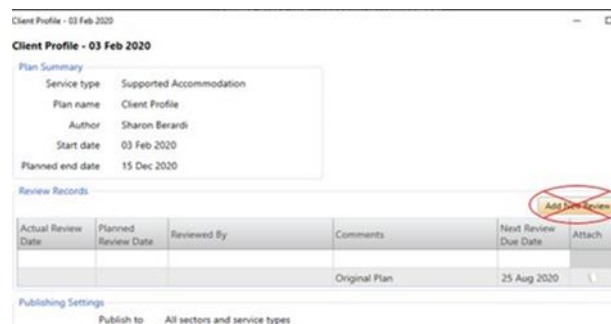 Client Profile - 03 Feb 2020
Client Profile - 03 Feb 2020
Plan Summary
Service type Supported Accommodation
Plan name Client Profile
Author Sharon Berardi
Start date 03 Feb 2020
Planned end date 15 Dec 2020
Review Records
Add New Review
Actual Review Date Planned Review Date Reviewed By Comments Next Review Due Date Attach
Original Plan 25 Aug 2020
Publishing Settings
Publish to All sectors and service types